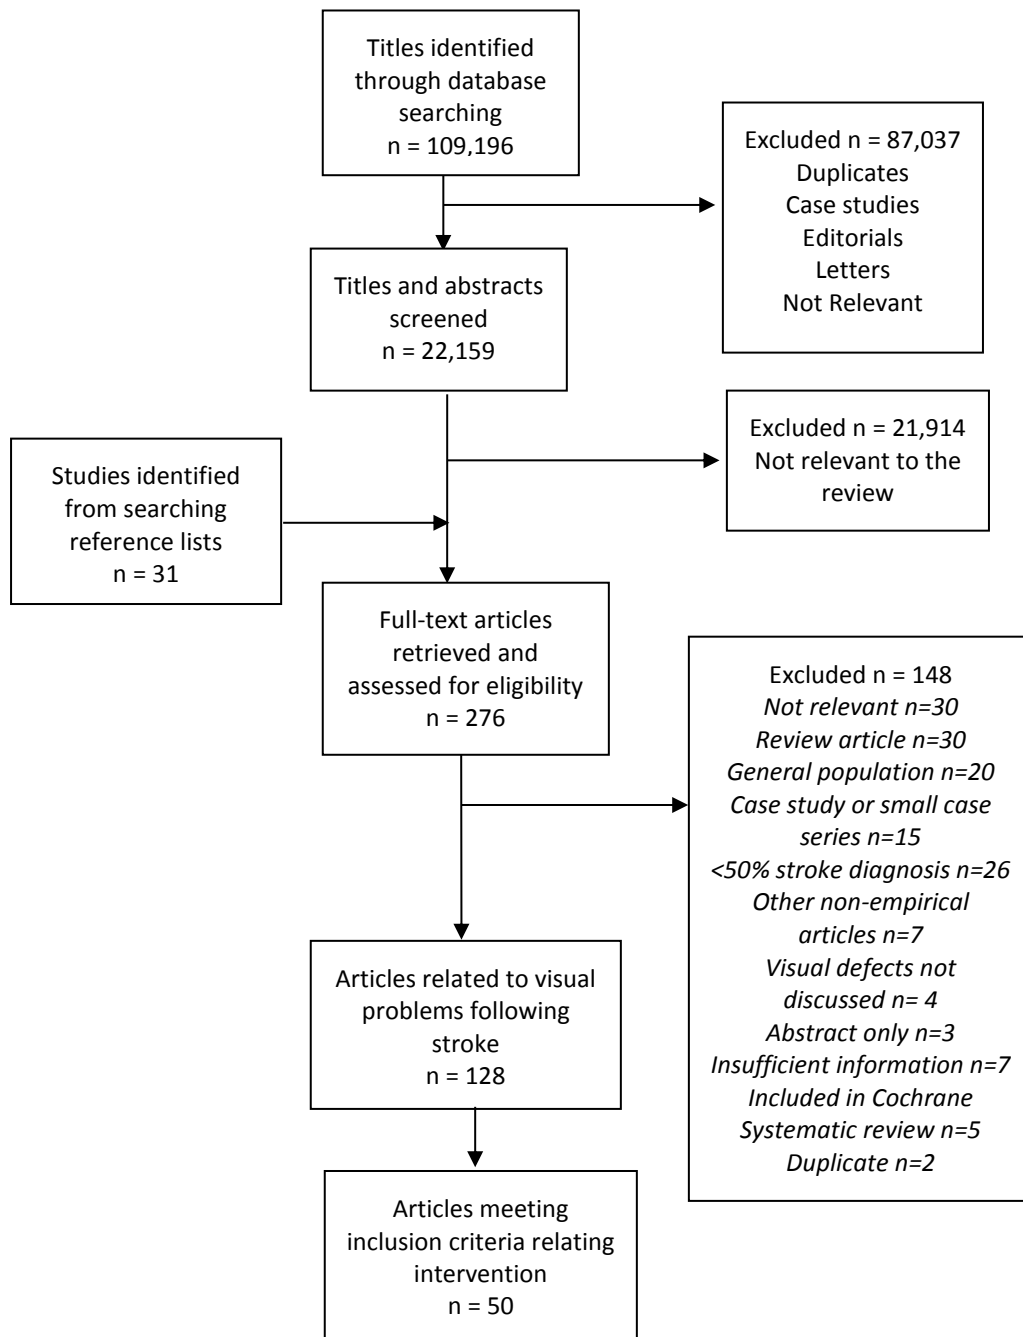 Titles identified
through database
searching
n = 109,196
Excluded n = 87,037
Duplicates
Case studies
Editorials
Letters
Not Relevant
Titles and abstracts
screened
n = 22,159
Excluded n = 21,914
Not relevant to the
review
Studies identified
from searching
reference lists
n = 31
Full-text articles
retrieved and
assessed for eligibility
n = 276
Excluded n = 148
Not relevant n=30
Review article n=30
General population n=20
Case study or small case
series n=15
<50% stroke diagnosis n=26
Other non-empirical
articles n=7
Visual defects not
discussed n= 4
Abstract only n=3
Insufficient information n=7
Included in Cochrane
Systematic review n=5
Duplicate n=2
Articles related to visual
problems following
stroke
n = 128
Articles meeting
inclusion criteria relating
intervention
n = 50